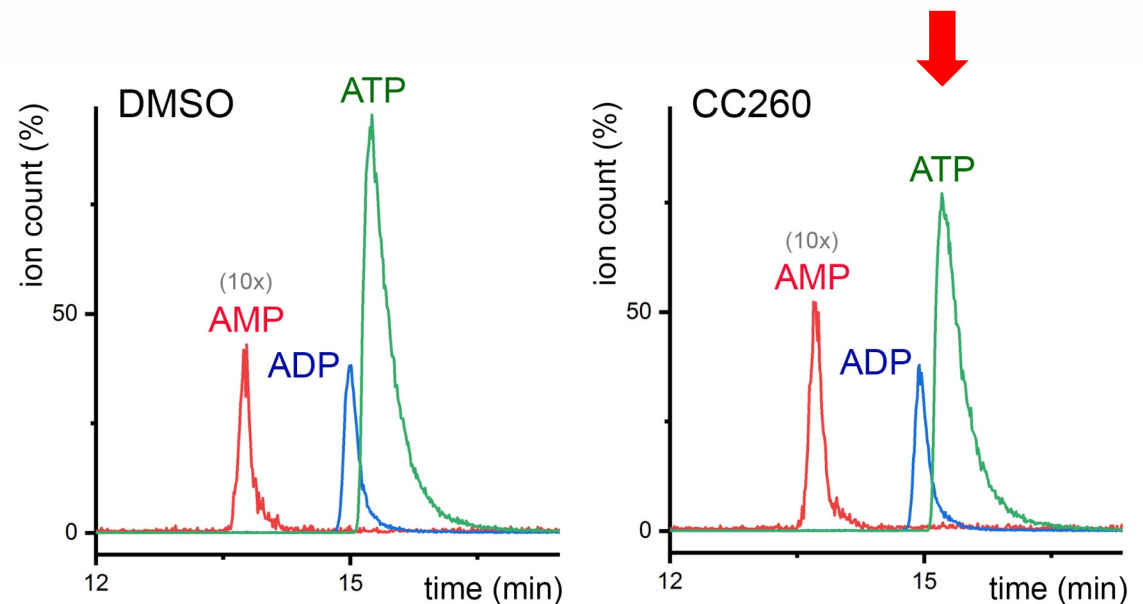 DMSO
ATP
ion count (%)
(10x)
AMP
50
ADP
0
12
15
time (min)
CC260
ATP
ion count (%)
(10x)
AMP
50
ADP
0
12
15
time (min)